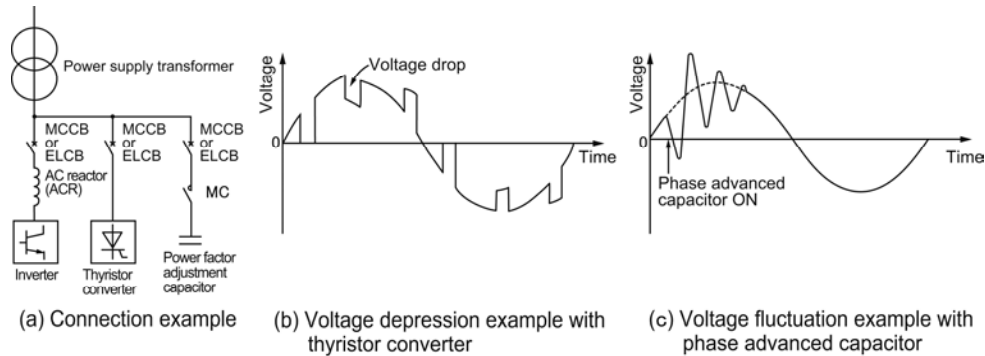 Power supply transformer
MCCB
or
ELCB
MCCB
or
ELCB
MCCB
or
ELCB
AC reactor
(ACR)
MC
Inverter
Thyristor
converter
Power factor
adjustment
capacitor
(a) Connection example
Voltage
Voltage drop
0
Time
(b) Voltage depression example with
thyristor converter
Voltage
0
Time
Phase advanced
capacitor ON
(c) Voltage fluctuation example with
phase advanced capacitor